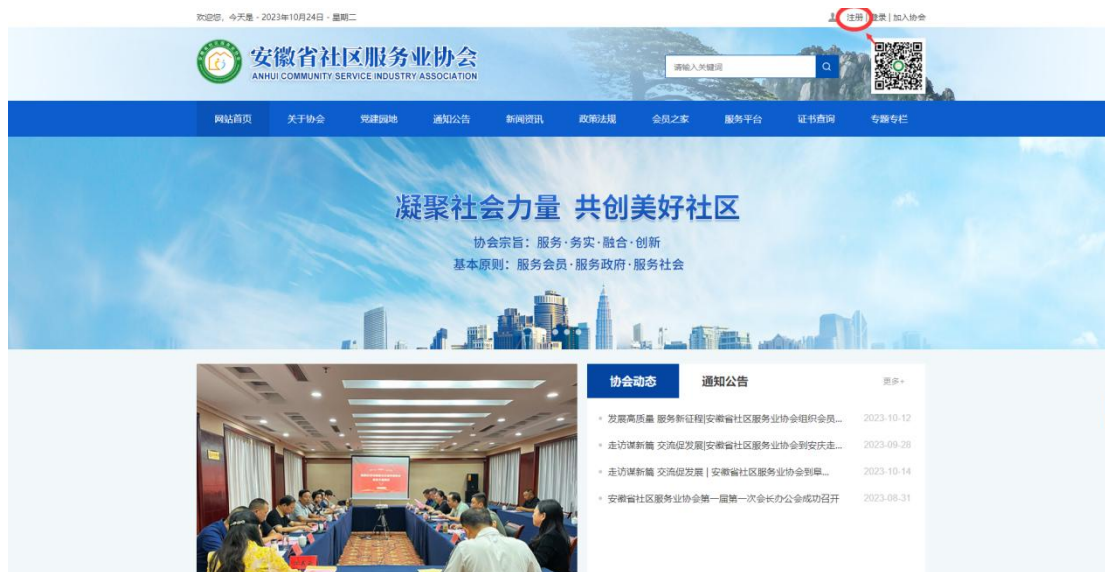 欢迎您，今天是 - 2023年10月24日 - 星期二
注册 | 登录 | 加入协会
安徽省社区服务业协会
ANHUI COMMUNITY SERVICE INDUSTRY ASSOCIATION
请输入关键词
网站首页 关于协会 党建园地 通知公告 新闻资讯 政策法规 会员之家 服务平台 证书查询 专题专栏
凝聚社会力量 共创美好社区
协会宗旨：服务·务实·融合·创新
基本原则：服务会员·服务政府·服务社会
协会动态 通知公告 更多+
发展高质量 服务新征程|安徽省社区服务业协会组织会员... 2023-10-12
走访谋新篇 交流促发展|安徽省社区服务业协会到安庆走... 2023-09-28
走访谋新篇 交流促发展 | 安徽省社区服务业协会到阜... 2023-10-14
安徽省社区服务业协会第一届第一次会长办公会成功召开 2023-08-31